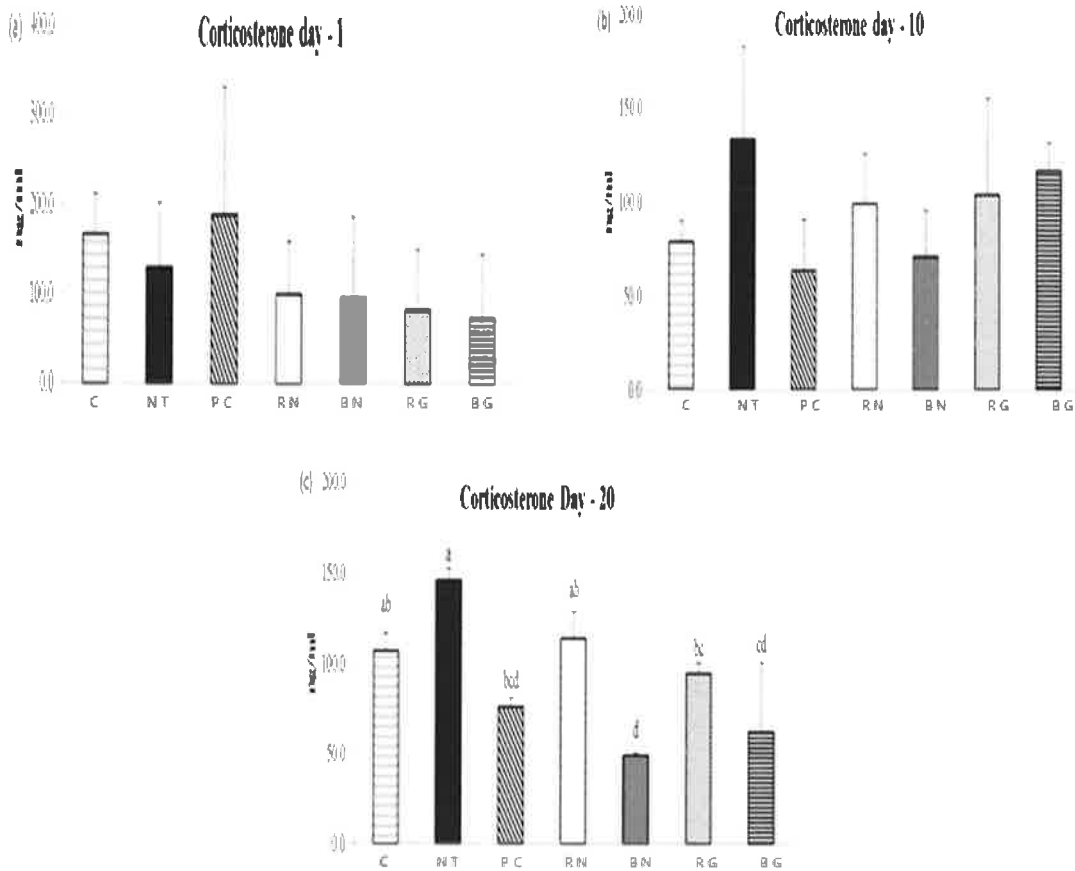 (a)
Corticosterone day - 1
400.0
300.0
200.0
100.0
0.0
C NT PC RN BN RG BG
(b)
Corticosterone day - 10
200.0
150.0
100.0
50.0
0.0
C NT PC RN BN RG BG
(c)
Corticosterone Day - 20
200.0
150.0
100.0
50.0
0.0
ab a bcd ab d bc cd
C NT PC RN BN RG BG